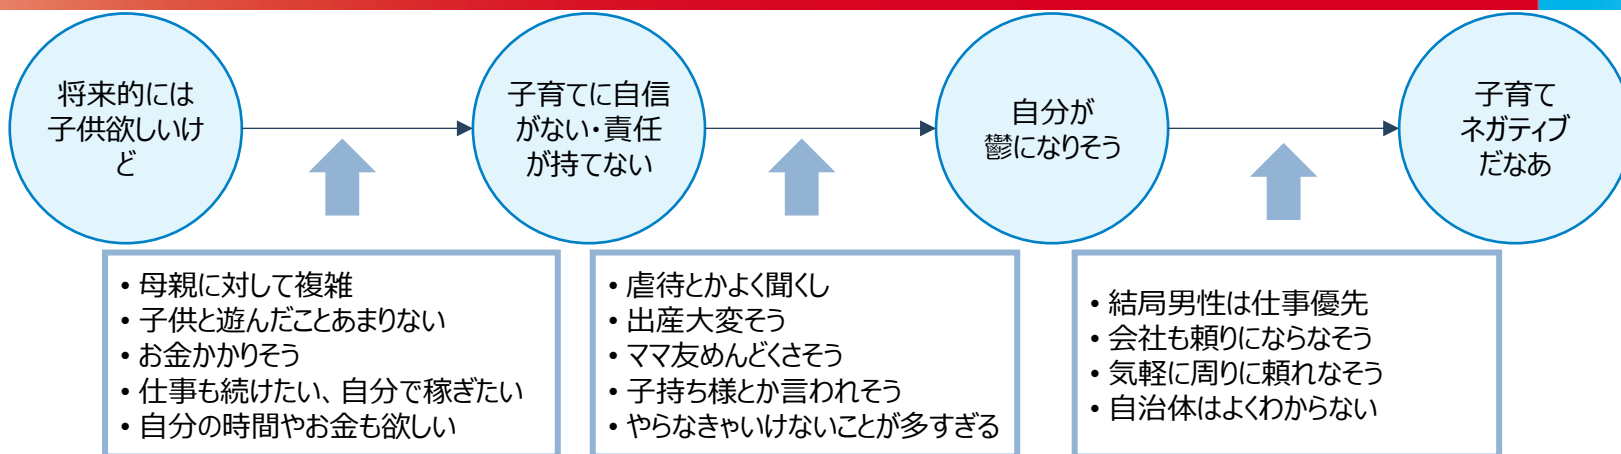 将来的には
子供欲しいけ
ど
子育てに自信
がない・責任
が持てない
自分が
鬱になりそう
子育て
ネガティブ
だなあ
• 母親に対して複雑
• 子供と遊んだことあまりない
• お金かかりそう
• 仕事も続けたい、自分で稼ぎたい
• 自分の時間やお金も欲しい
• 虐待とかよく聞くし
• 出産大変そう
• ママ友めんどくさそう
• 子持ち様とか言われそう
• やらなきゃいけないことが多すぎる
• 結局男性は仕事優先
• 会社も頼りにならなそう
• 気軽に周りに頼れなそう
• 自治体はよくわからない